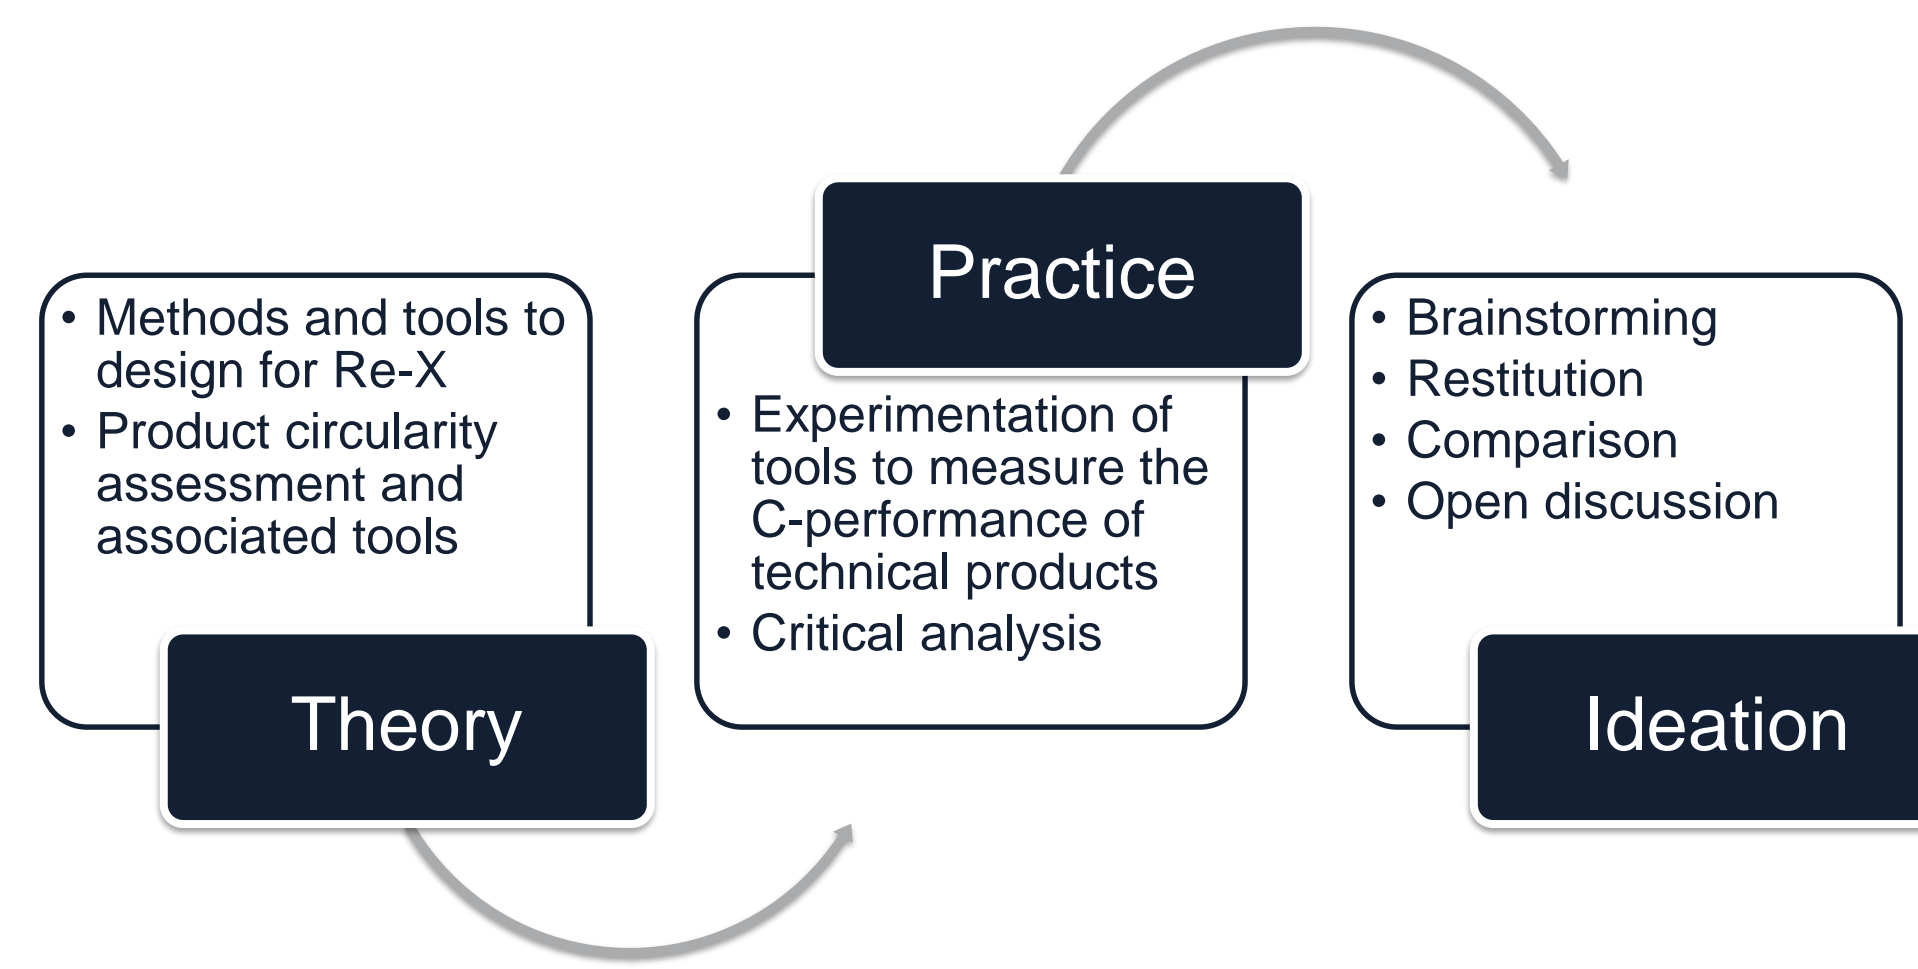 • Methods and tools to
design for Re-X
• Product circularity
assessment and
associated tools
Theory
Practice
• Experimentation of
tools to measure the
C-performance of
technical products
• Critical analysis
• Brainstorming
• Restitution
• Comparison
• Open discussion
Ideation